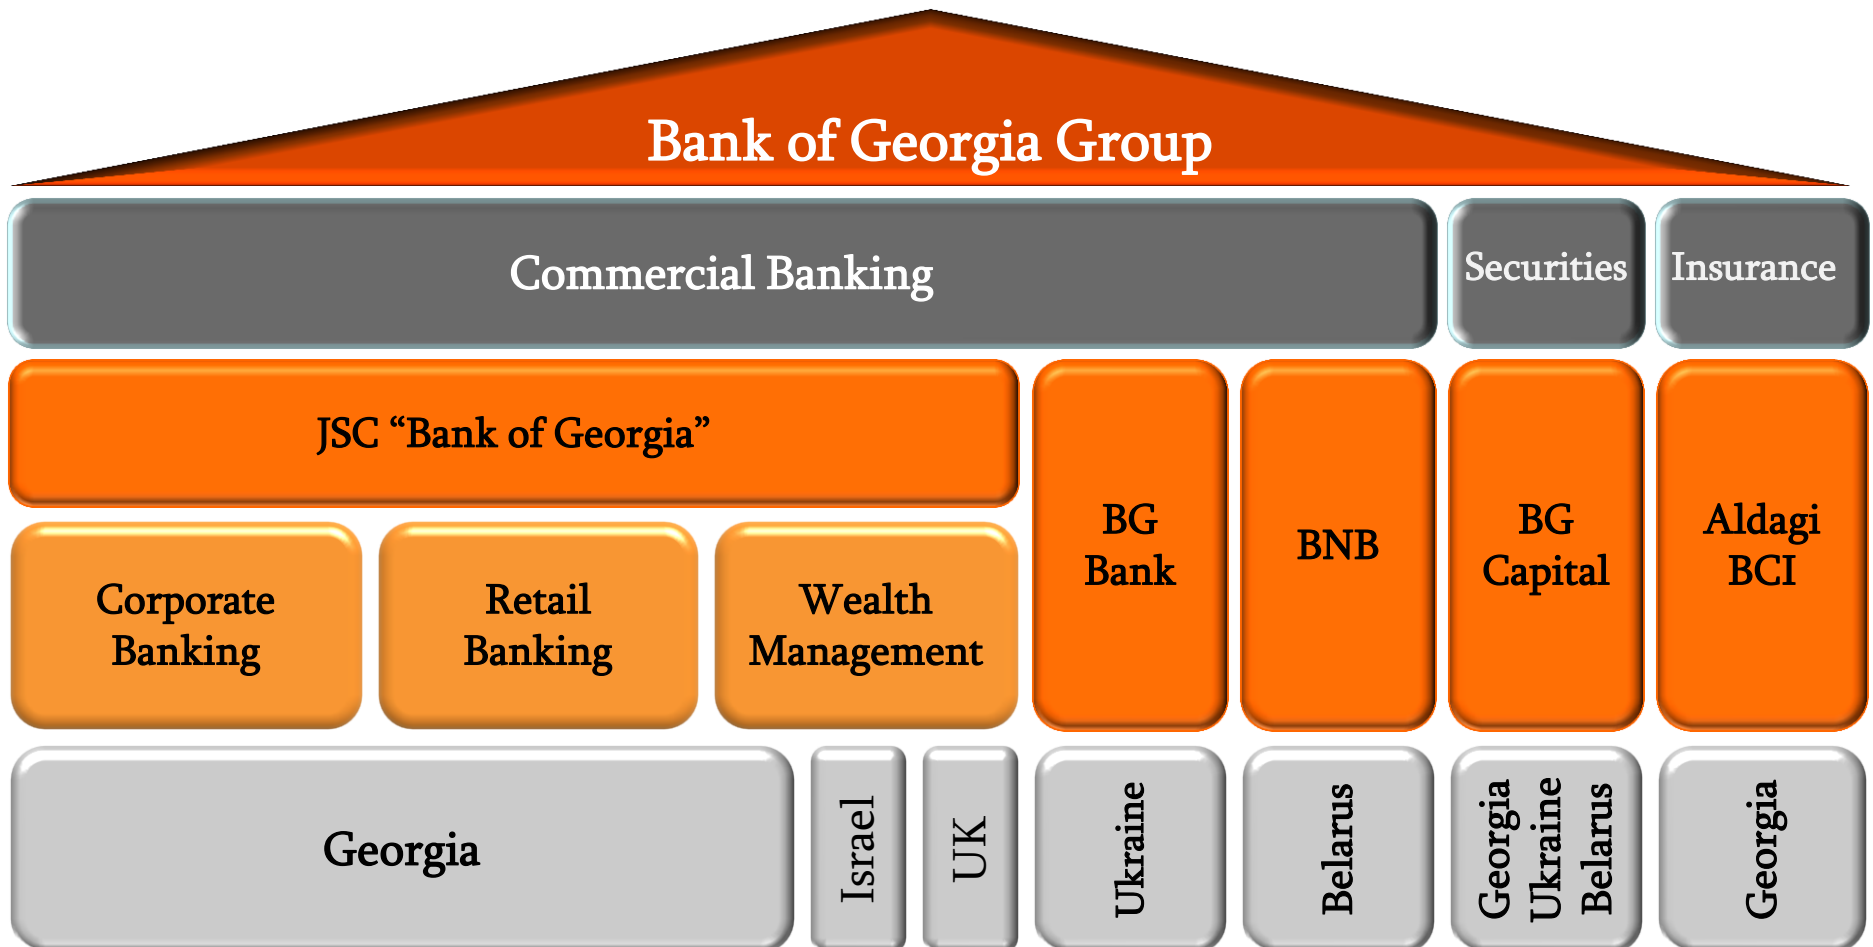 Bank of Georgia Group
Commercial Banking
Securities
Insurance
JSC “Bank of Georgia”
BG
Bank
BNB
BG
Capital
Aldagi
BCI
Corporate
Banking
Retail
Banking
Wealth
Management
Georgia
Israel
UK
Ukraine
Belarus
Georgia
Ukraine
Belarus
Georgia